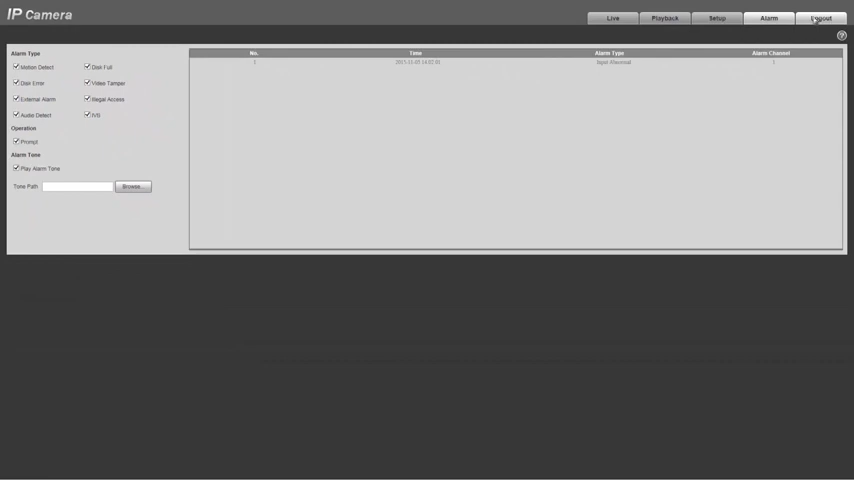 IP Camera
Live Playback Setup Alarm Logout
Alarm Type
Motion Detect Disk Full
Disk Error Video Tamper
External Alarm Illegal Access
Audio Detect IVS
Operation
Prompt
Alarm Tone
Play Alarm Tone
Tone Path Browse...
No. Time Alarm Type Alarm Channel
1 Input Abnormal 1